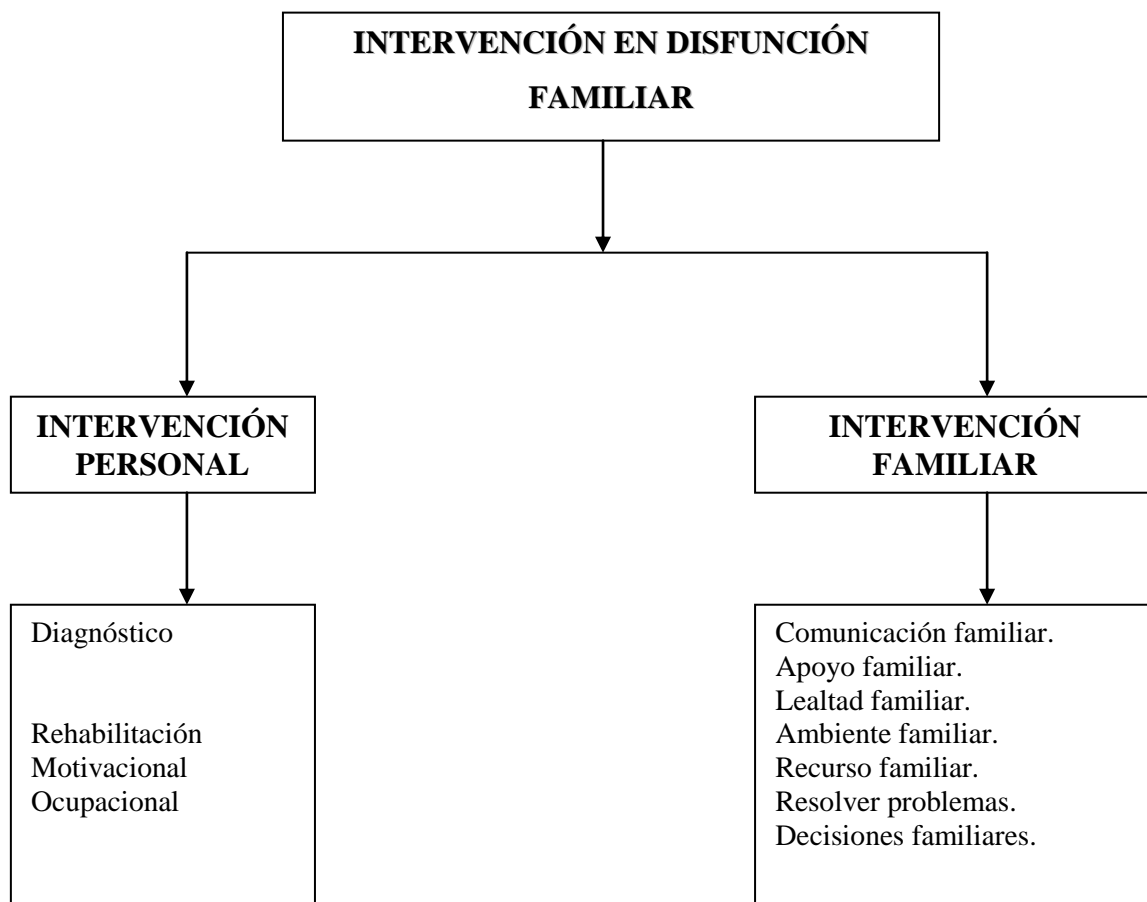 INTERVENCIÓN EN DISFUNCIÓN
FAMILIAR
INTERVENCIÓN
PERSONAL
INTERVENCIÓN
FAMILIAR
Diagnóstico
Rehabilitación
Motivacional
Ocupacional
Comunicación familiar.
Apoyo familiar.
Lealtad familiar.
Ambiente familiar.
Recurso familiar.
Resolver problemas.
Decisiones familiares.